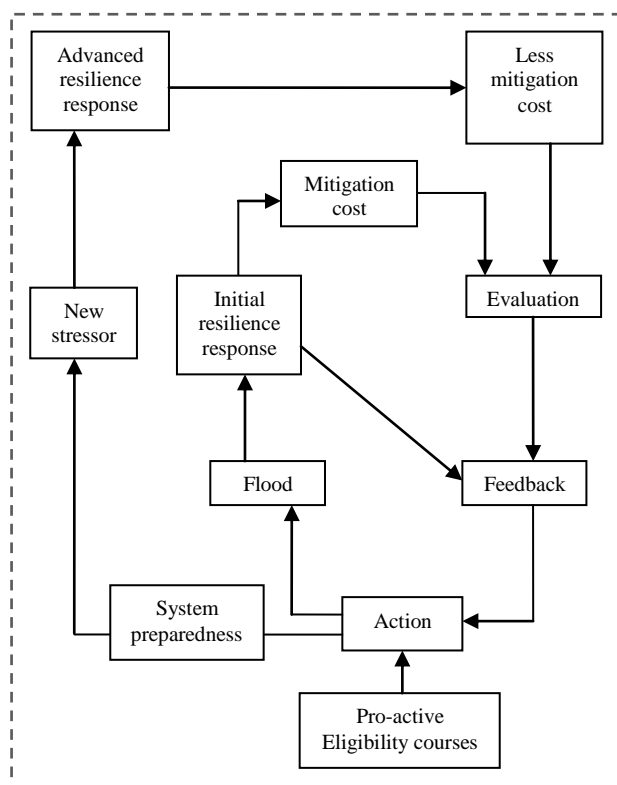 Advanced
resilience
response
Less
mitigation
cost
Mitigation
cost
New
stressor
Initial
resilience
response
Evaluation
Flood
Feedback
System
preparedness
Action
Pro-active
Eligibility courses